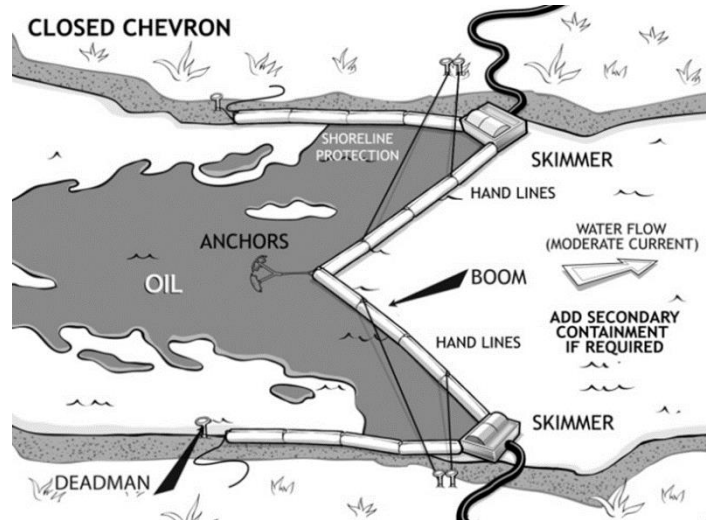 CLOSED CHEVRON
SHORELINE
PROTECTION
SKIMMER
HAND LINES
WATER FLOW
(MODERATE CURRENT)
ANCHORS
OIL
BOOM
ADD SECONDARY
CONTAINMENT
IF REQUIRED
HAND LINES
SKIMMER
DEADMAN